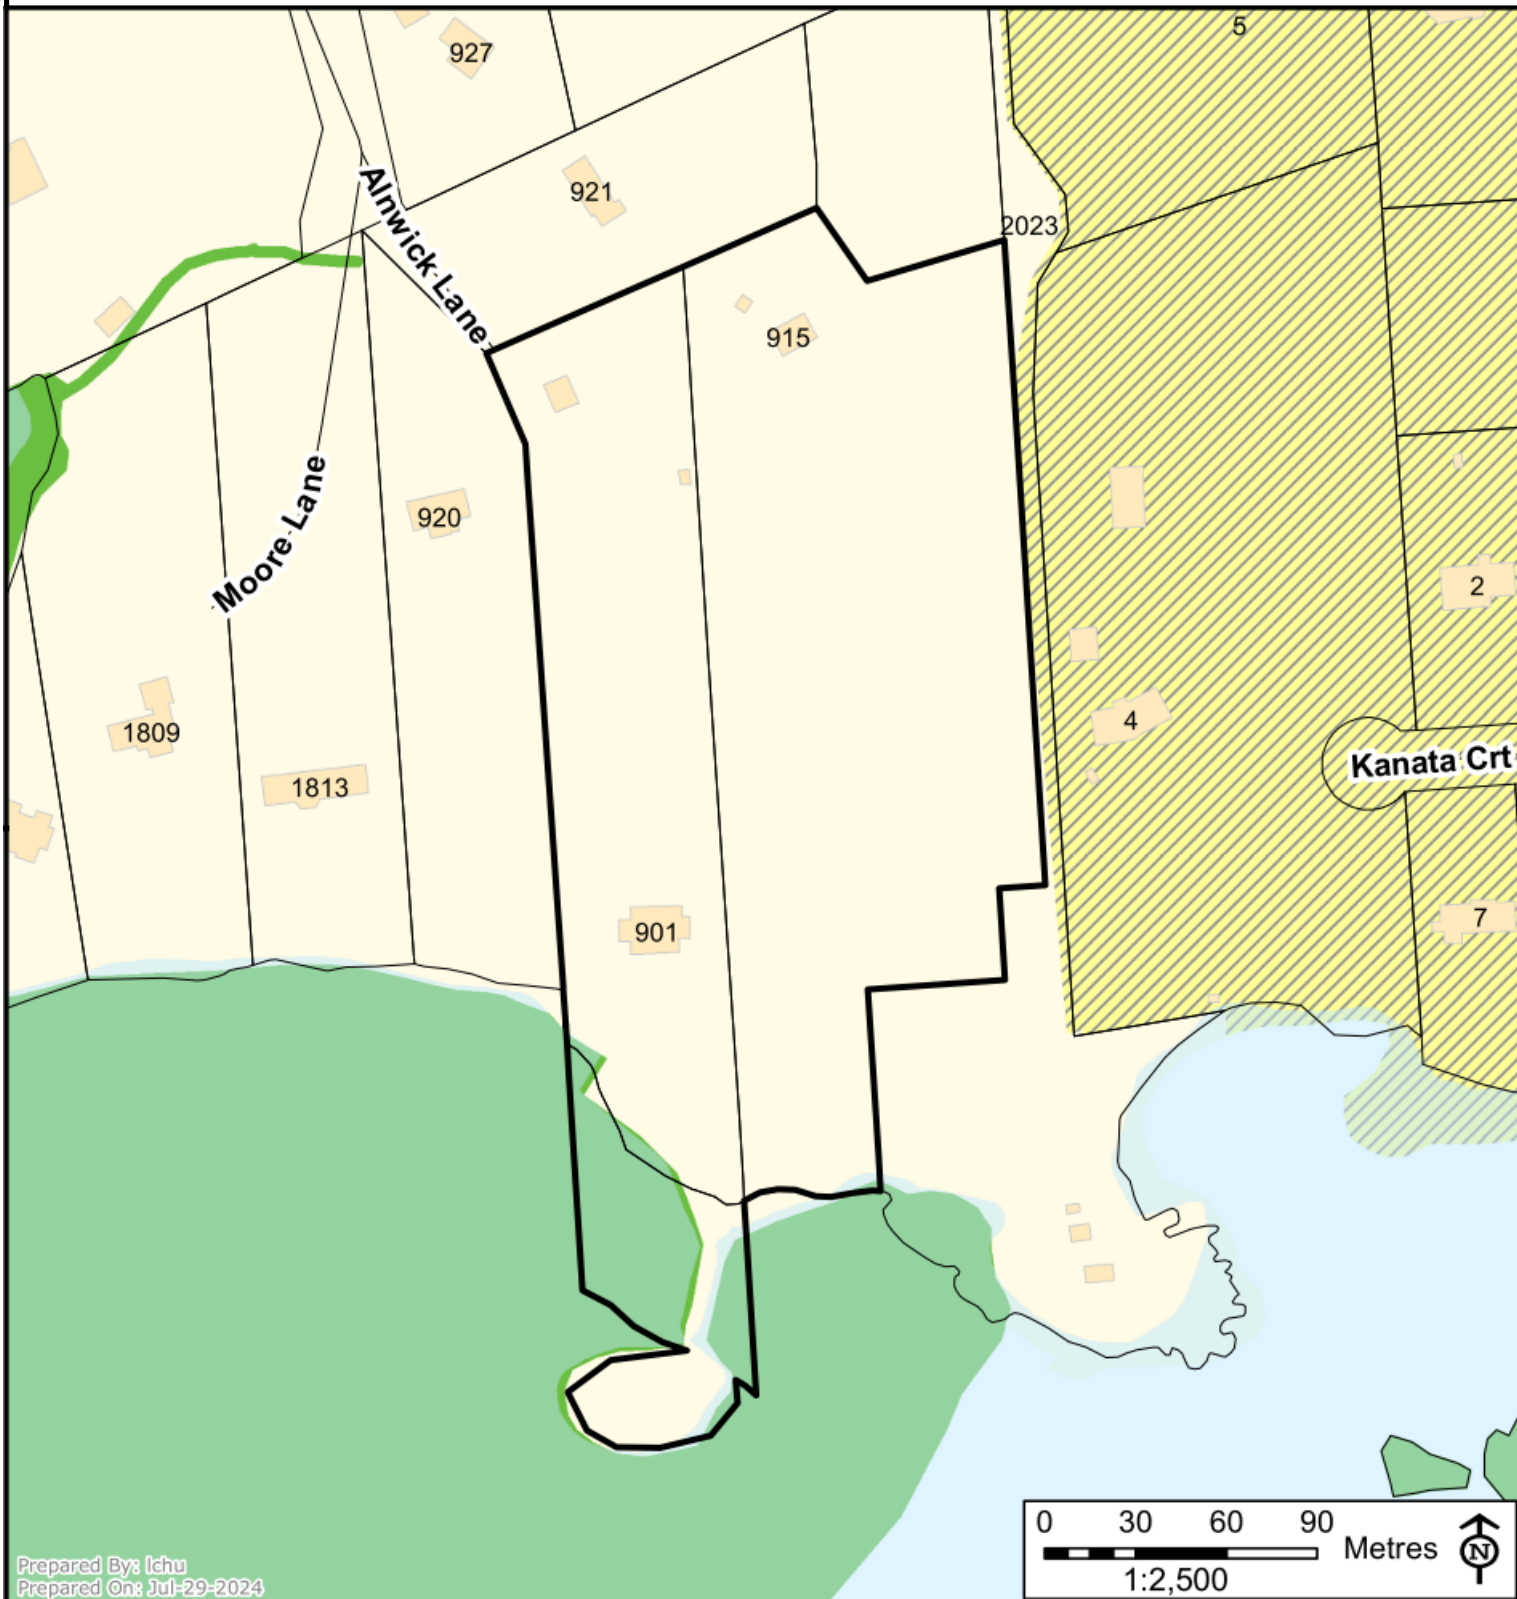 5
927
921
Alnwick Lane
2023
915
920
Moore Lane
2
4
1809
Kanata Crt
1813
901
7
0 30 60 90
Metres
N
1:2,500
Prepared By: lchu
Prepared On: Jul-29-2024